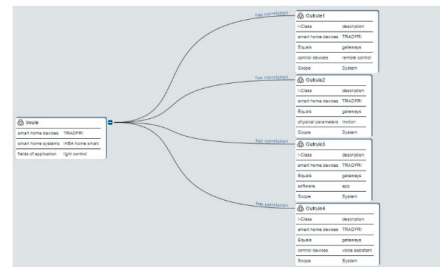 has correlation
Outrule1
I-Class description
smart home devices TRADFRI
Equals gateways
control devices remote control
Scope System
has correlation
Outrule2
I-Class description
smart home devices TRADFRI
Equals gateways
physical parameters motion
Scope System
Inrule
smart home devices TRADFRI
smart home systems IKEA Home smart
fields of application light control
has correlation
Outrule3
I-Class description
smart home devices TRADFRI
Equals gateways
software app
Scope System
has correlation
Outrule4
I-Class description
smart home devices TRADFRI
Equals gateways
control devices voice assistant
Scope System